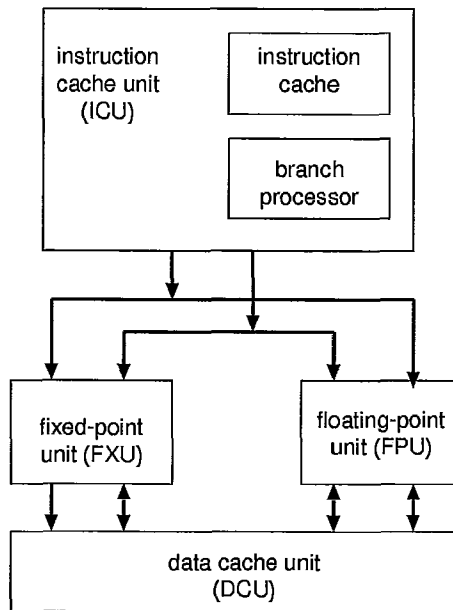 instruction
cache unit
(ICU)
instruction
cache
branch
processor
fixed-point
unit (FXU)
floating-point
unit (FPU)
data cache unit
(DCU)